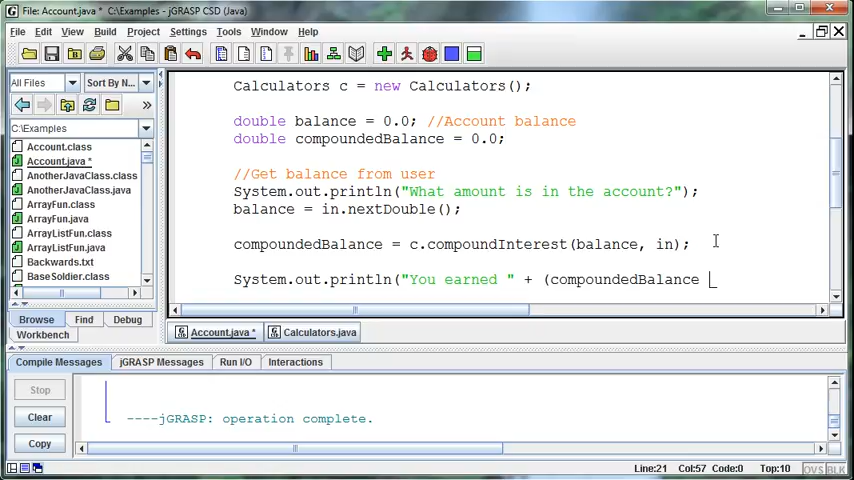 File: Account.java * C:\Examples - jGRASP CSD (Java)
File Edit View Build Project Settings Tools Window Help
All Files Sort By N...
C:\Examples
Account.class
Account.java *
AnotherJavaClass.class
AnotherJavaClass.java
ArrayFun.class
ArrayFun.java
ArrayListFun.class
ArrayListFun.java
Backwards.txt
BaseSoldier.class
Browse Find Debug
Workbench
Calculators c = new Calculators();
double balance = 0.0; //Account balance
double compoundedBalance = 0.0;
//Get balance from user
System.out.println("What amount is in the account?");
balance = in.nextDouble();
compoundedBalance = c.compoundInterest(balance, in);
System.out.println("You earned " + (compoundedBalance _
Account.java * Calculators.java
Compile Messages jGRASP Messages Run I/O Interactions
Stop
Clear
Copy
----jGRASP: operation complete.
Line:21 Col:57 Code:0 Top:10 OVS BLK